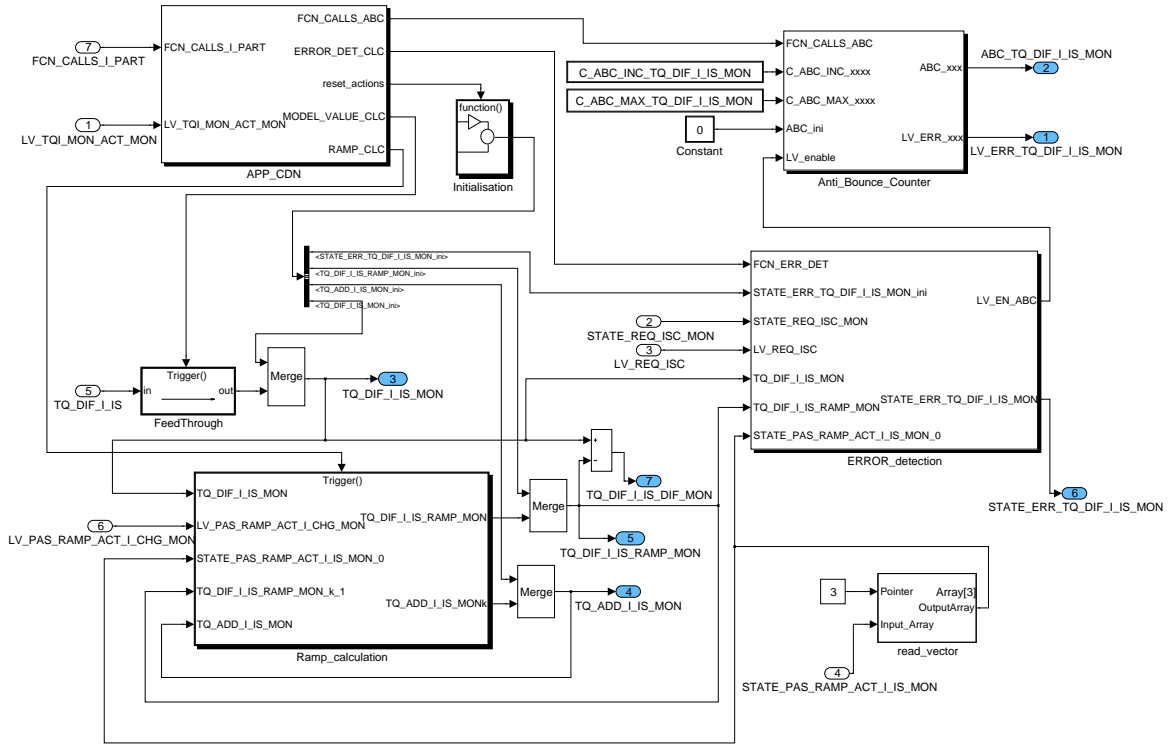 FCN_CALLS_ABC
ERROR_DET_CLC
reset_actions
MODEL_VALUE_CLC
RAMP_CLC
FCN_CALLS_I_PART
LV_TQI_MON_ACT_MON
APP_CDN
7
FCN_CALLS_I_PART
1
LV_TQI_MON_ACT_MON
function()
Initialisation
C_ABC_INC_TQ_DIF_I_IS_MON
C_ABC_MAX_TQ_DIF_I_IS_MON
0
Constant
FCN_CALLS_ABC
C_ABC_INC_xxxx
C_ABC_MAX_xxxx
ABC_ini
LV_enable
ABC_xxx
LV_ERR_xxx
Anti_Bounce_Counter
ABC_TQ_DIF_I_IS_MON
2
1
LV_ERR_TQ_DIF_I_IS_MON
<STATE_ERR_TQ_DIF_I_IS_MON_ini>
<TQ_DIF_I_IS_RAMP_MON_ini>
<TQ_ADD_I_IS_MON_ini>
<TQ_DIF_I_IS_MON_ini>
FCN_ERR_DET
STATE_ERR_TQ_DIF_I_IS_MON_ini
STATE_REQ_ISC_MON
LV_REQ_ISC
TQ_DIF_I_IS_MON
TQ_DIF_I_IS_RAMP_MON
STATE_PAS_RAMP_ACT_I_IS_MON_0
LV_EN_ABC
STATE_ERR_TQ_DIF_I_IS_MON
ERROR_detection
2
STATE_REQ_ISC_MON
3
LV_REQ_ISC
5
TQ_DIF_I_IS
Trigger()
in
out
FeedThrough
Merge
3
TQ_DIF_I_IS_MON
+
−
7
TQ_DIF_I_IS_DIF_MON
6
STATE_ERR_TQ_DIF_I_IS_MON
Trigger()
TQ_DIF_I_IS_MON
LV_PAS_RAMP_ACT_I_CHG_MON
STATE_PAS_RAMP_ACT_I_IS_MON_0
TQ_DIF_I_IS_RAMP_MON_k_1
TQ_ADD_I_IS_MON
TQ_DIF_I_IS_RAMP_MON
TQ_ADD_I_IS_MONk
Ramp_calculation
6
LV_PAS_RAMP_ACT_I_CHG_MON
Merge
5
TQ_DIF_I_IS_RAMP_MON
Merge
4
TQ_ADD_I_IS_MON
3
Pointer
Input_Array
Array[3]
OutputArray
read_vector
4
STATE_PAS_RAMP_ACT_I_IS_MON